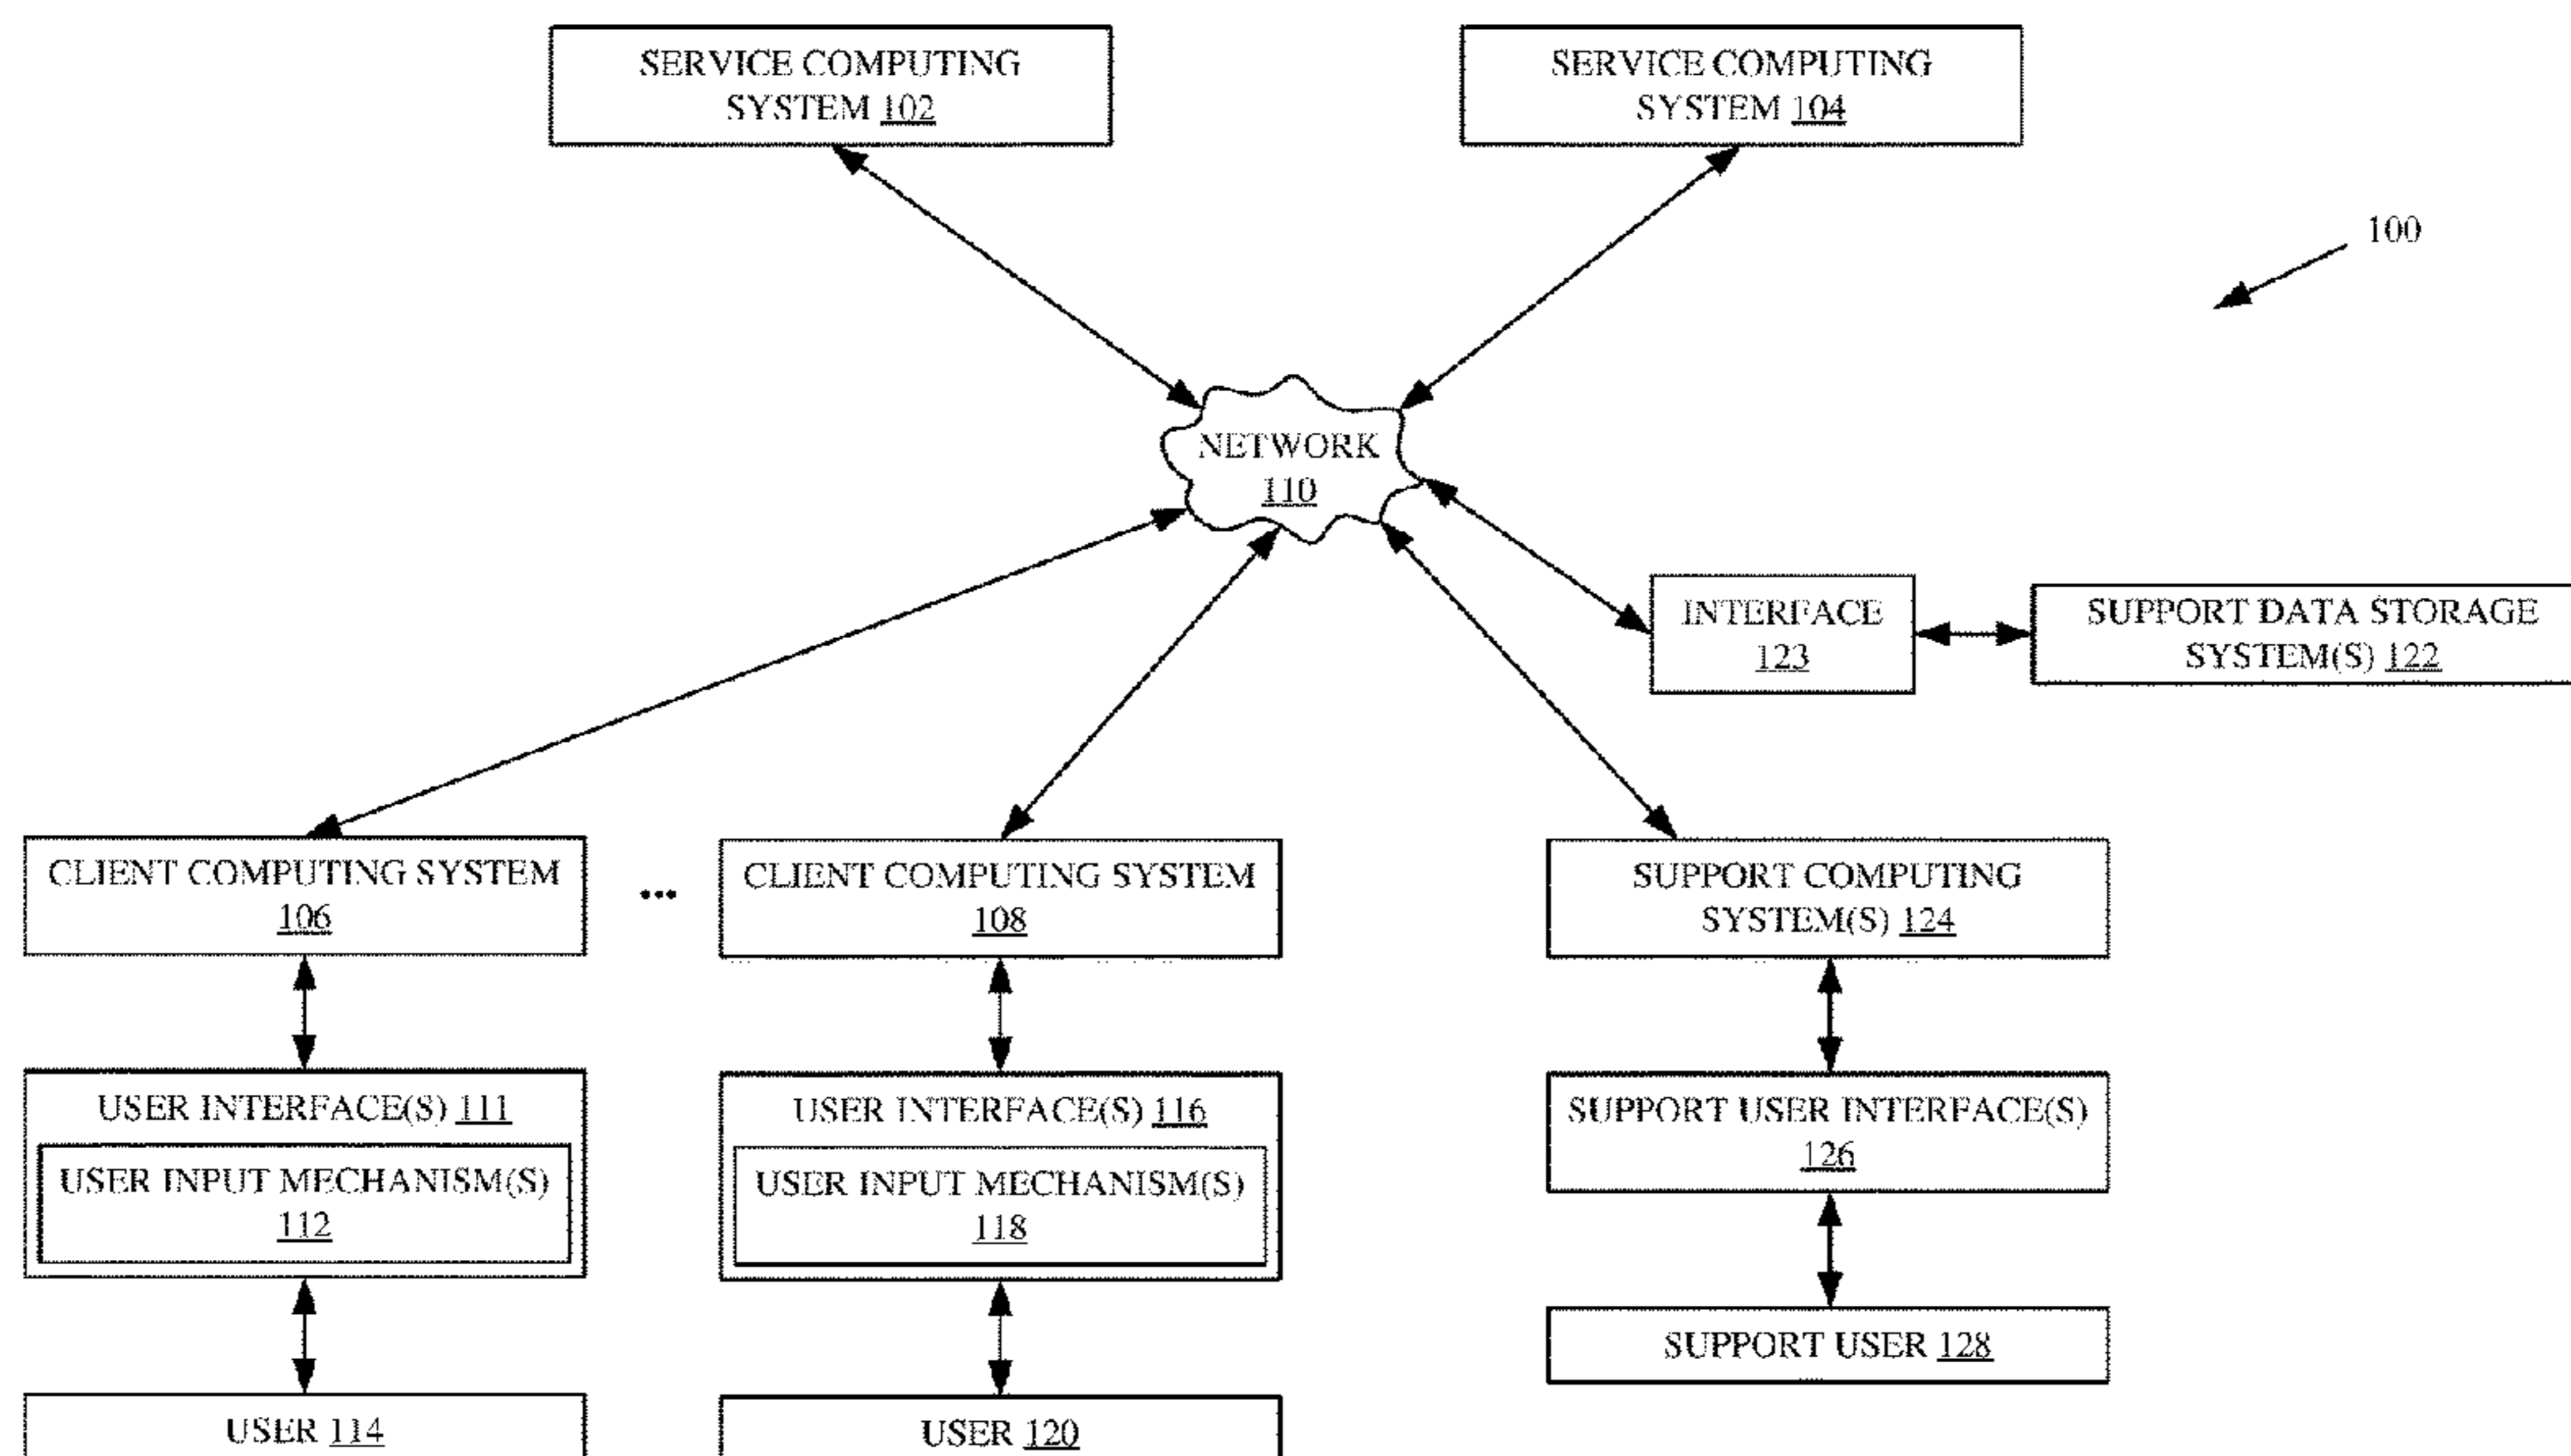 SERVICE COMPUTING
SYSTEM 102
SERVICE COMPUTING
SYSTEM 104
100
NETWORK
110
INTERFACE
123
SUPPORT DATA STORAGE
SYSTEM(S) 122
CLIENT COMPUTING SYSTEM
106
...
CLIENT COMPUTING SYSTEM
108
SUPPORT COMPUTING
SYSTEM(S) 124
USER INTERFACE(S) 111
USER INPUT MECHANISM(S)
112
USER INTERFACE(S) 116
USER INPUT MECHANISM(S)
118
SUPPORT USER INTERFACE(S)
126
SUPPORT USER 128
USER 114
USER 120